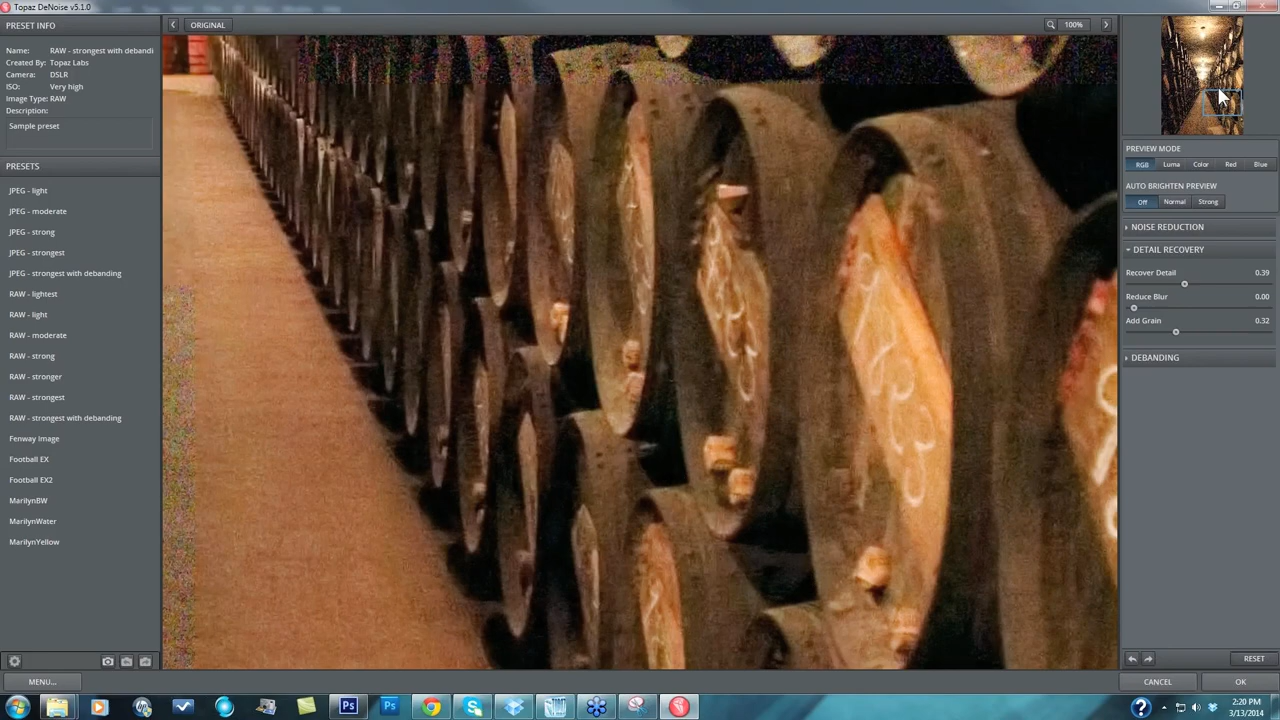 Topaz DeNoise v5.1.0
PRESET INFO
Name: RAW - strongest with debandi
Created By: Topaz Labs
Camera: DSLR
ISO: Very high
Image Type: RAW
Description:
Sample preset
PRESETS
JPEG - light
JPEG - moderate
JPEG - strong
JPEG - strongest
JPEG - strongest with debanding
RAW - lightest
RAW - light
RAW - moderate
RAW - strong
RAW - stronger
RAW - strongest
RAW - strongest with debanding
Fenway Image
Football EX
Football EX2
MarilynBW
MarilynWater
MarilynYellow
MENU...
ORIGINAL
100%
PREVIEW MODE
RGB Luma Color Red Blue
AUTO BRIGHTEN PREVIEW
Off Normal Strong
NOISE REDUCTION
DETAIL RECOVERY
Recover Detail 0.39
Reduce Blur 0.00
Add Grain 0.32
DEBANDING
RESET
CANCEL OK
Ps Ps
2:20 PM
3/13/2014